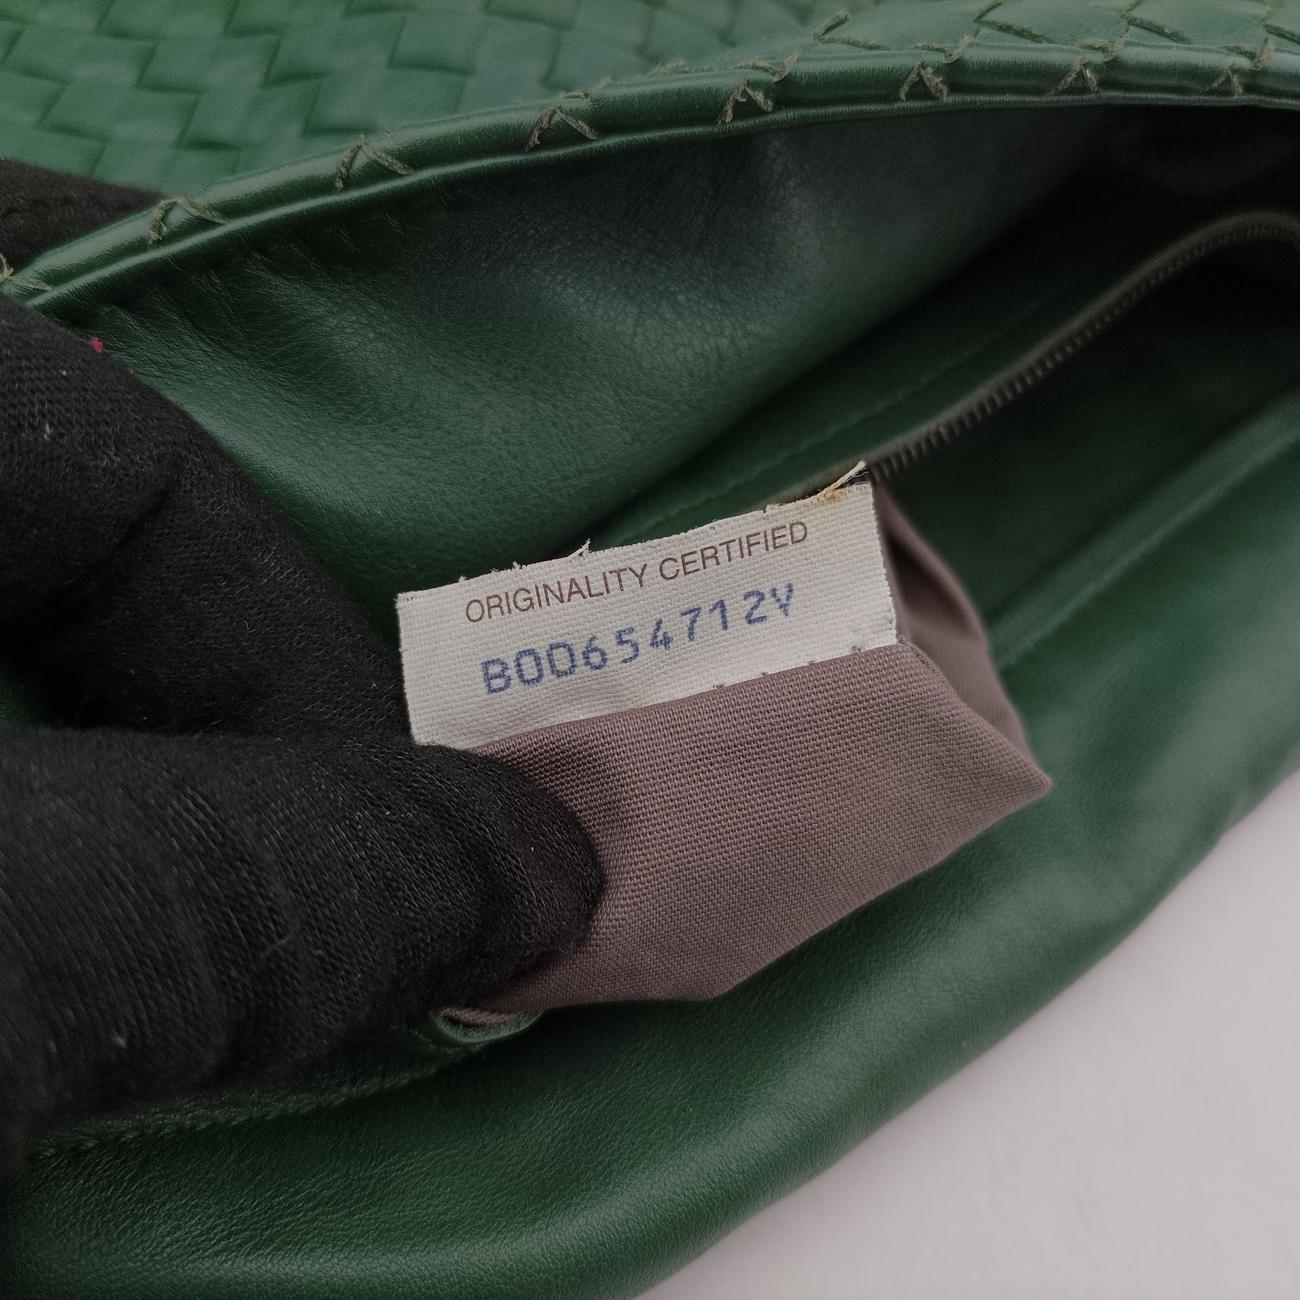 ORIGINALITY CERTIFIED
B00654712V